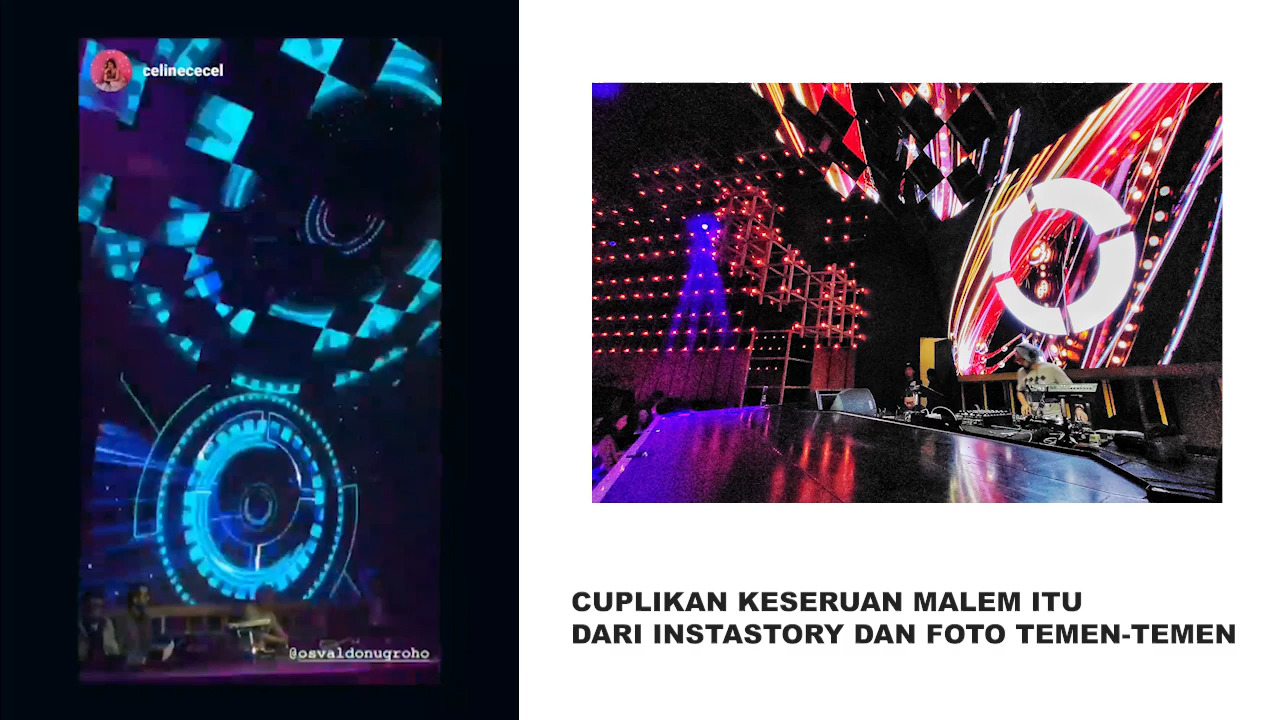 celinececel
@osvaldonugroho
CUPLIKAN KESERUAN MALEM ITU
DARI INSTASTORY DAN FOTO TEMEN-TEMEN